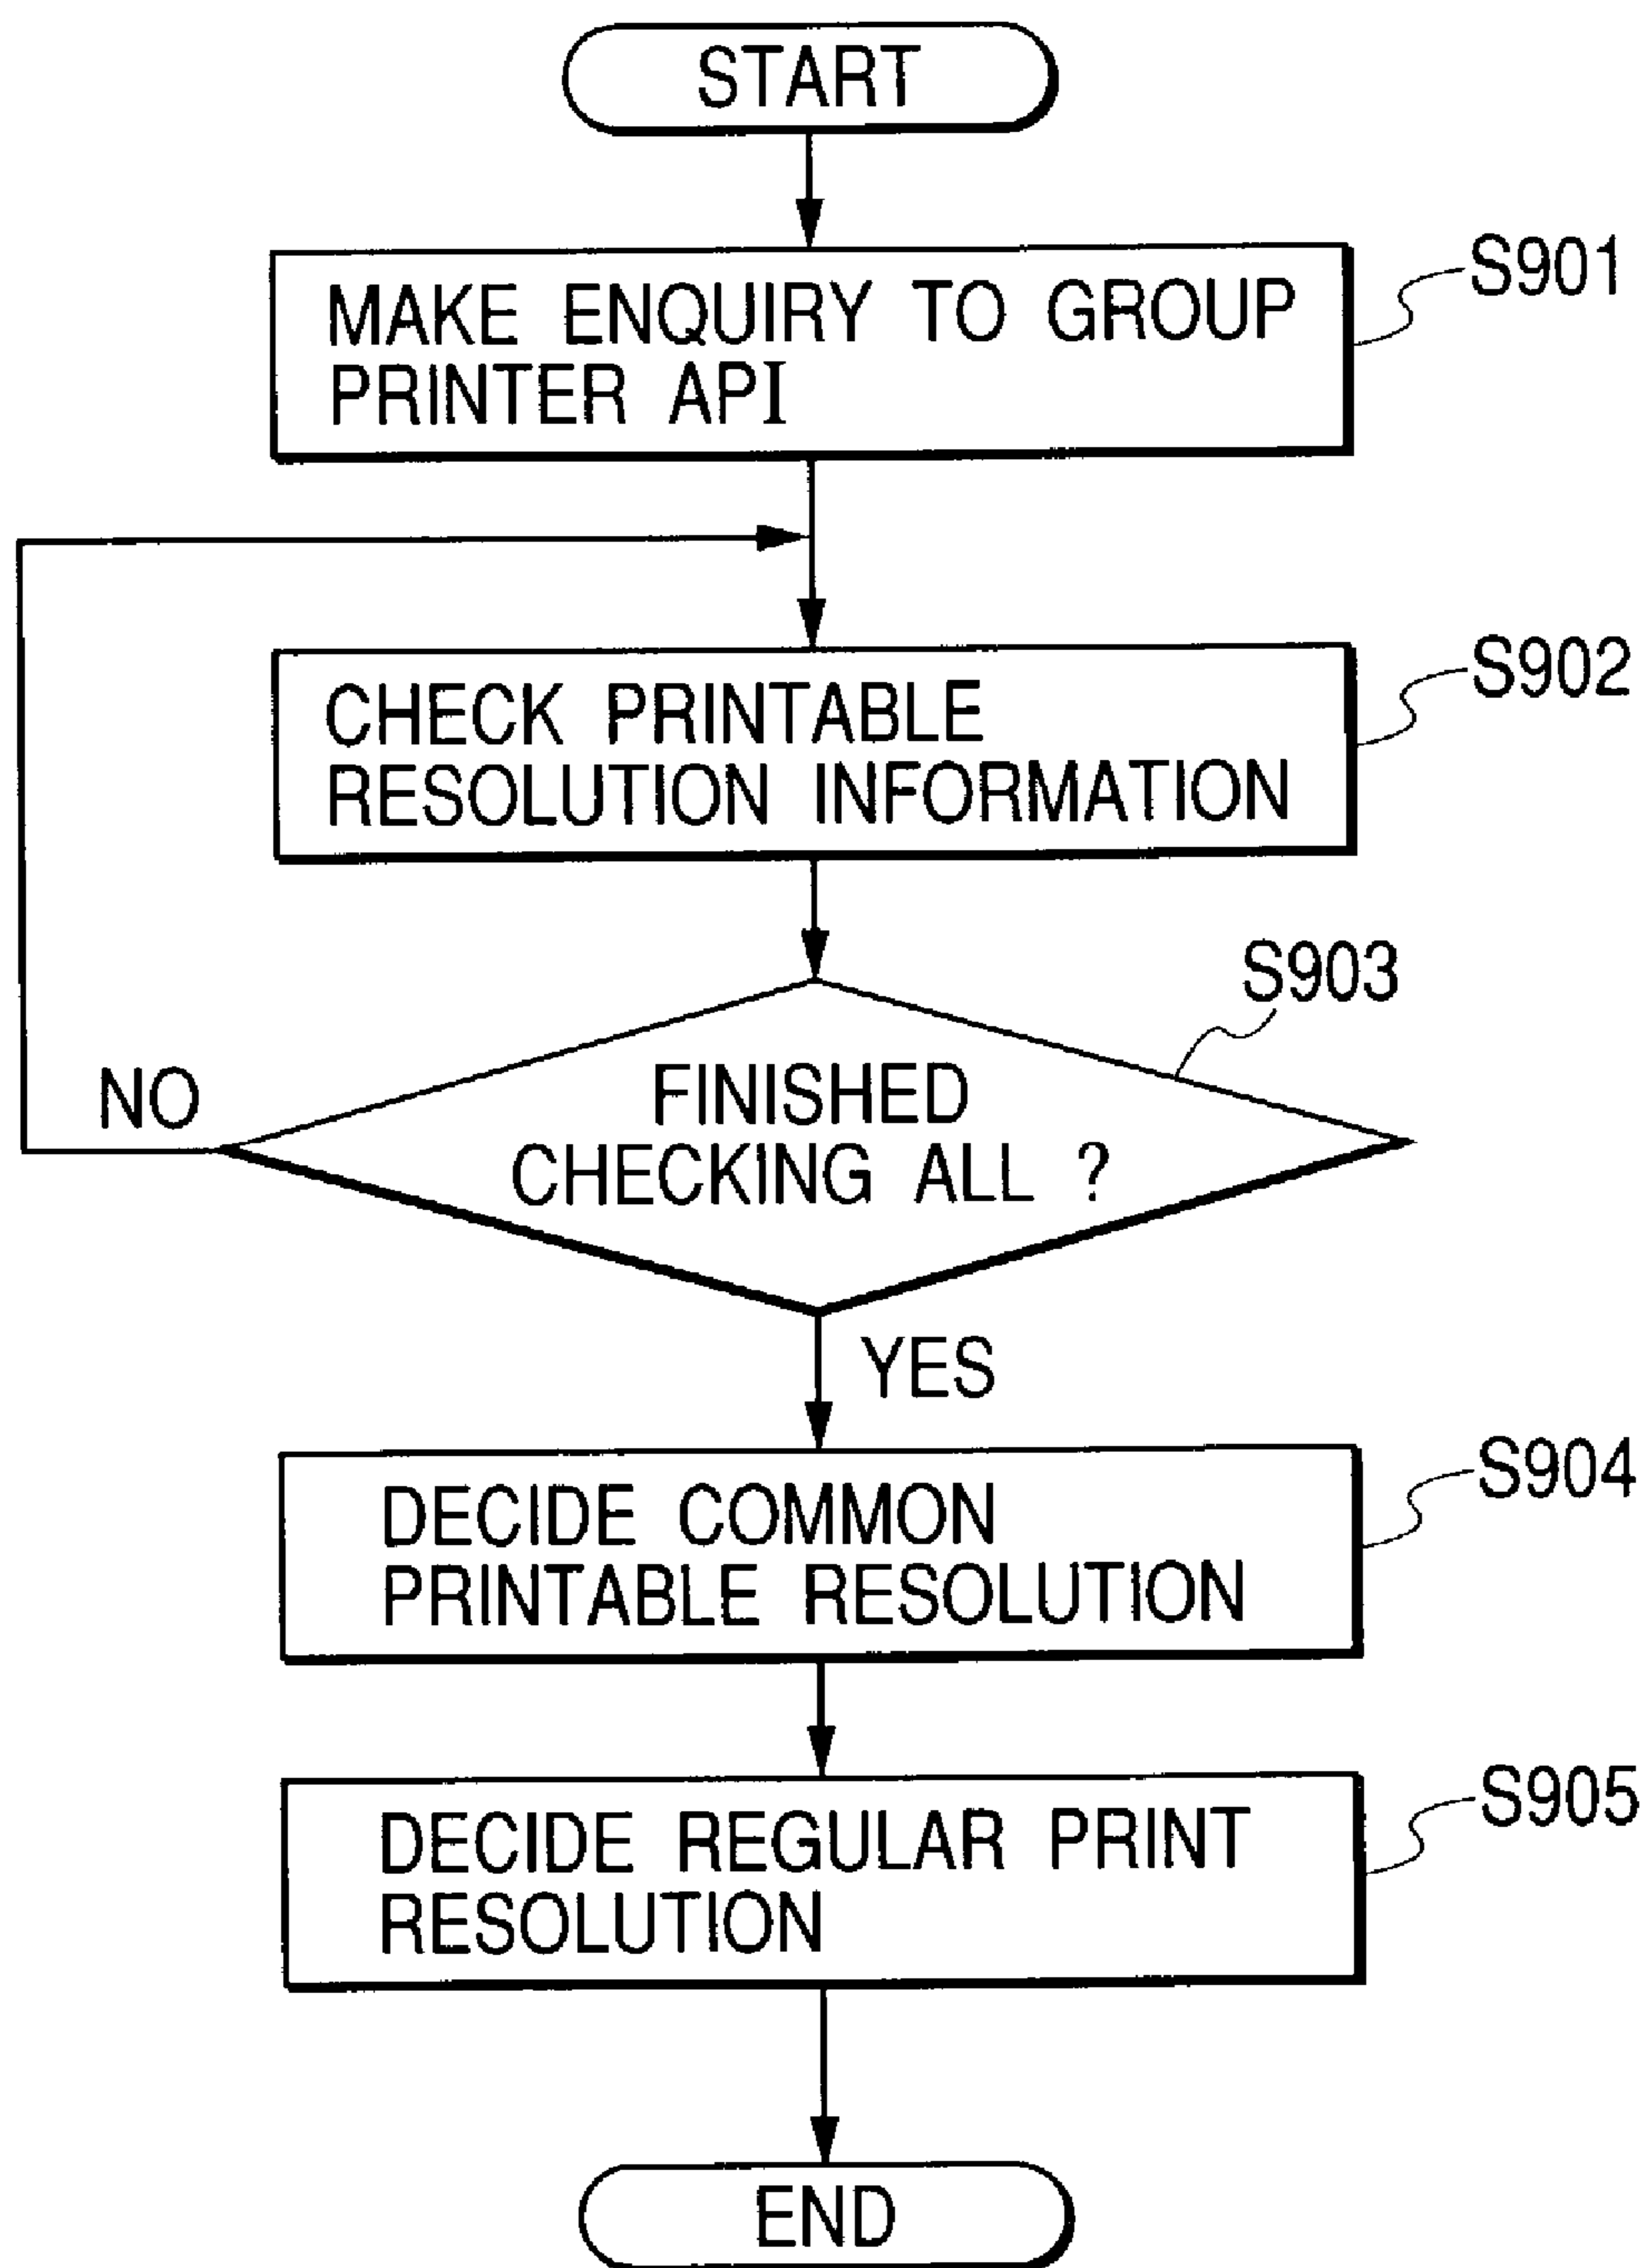 START
MAKE ENQUIRY TO GROUP
PRINTER API
S901
CHECK PRINTABLE
RESOLUTION INFORMATION
S902
FINISHED
CHECKING ALL ?
S903
NO
YES
DECIDE COMMON
PRINTABLE RESOLUTION
S904
DECIDE REGULAR PRINT
RESOLUTION
S905
END